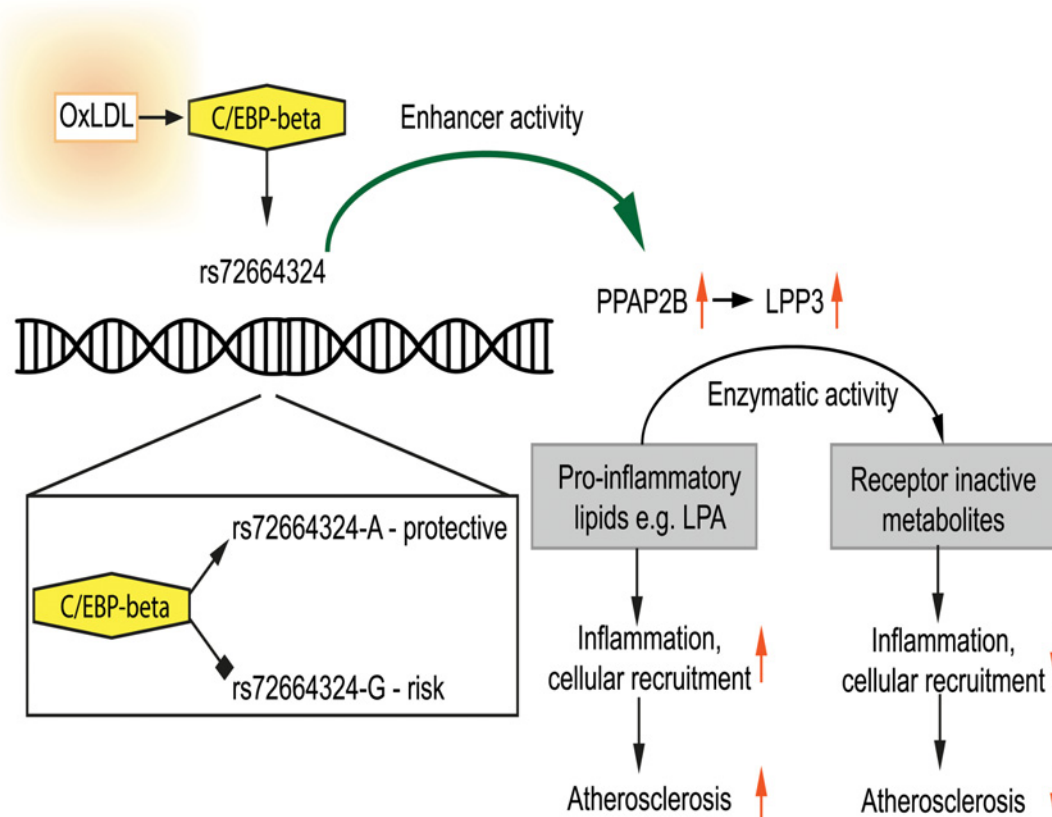 OxLDL
C/EBP-beta
Enhancer activity
rs72664324
PPAP2B
LPP3
Enzymatic activity
Pro-inflammatory
lipids e.g. LPA
Receptor inactive
metabolites
rs72664324-A - protective
C/EBP-beta
rs72664324-G - risk
Inflammation,
cellular recruitment
Inflammation,
cellular recruitment
Atherosclerosis
Atherosclerosis